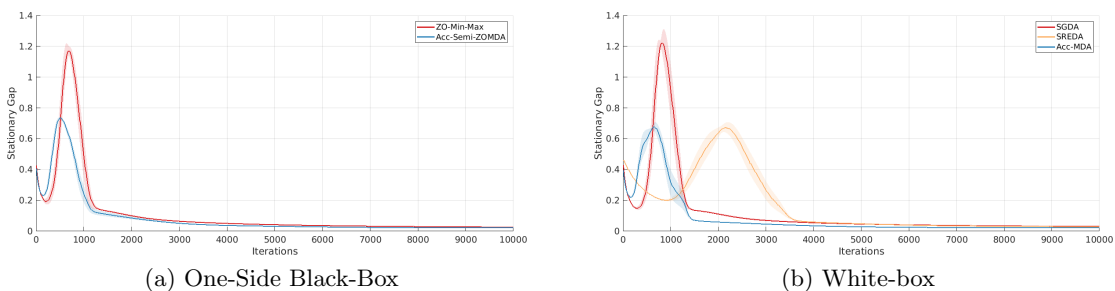 1.4
1.2
1
0.8
0.6
0.4
0.2
0
Stationary Gap
ZO-Min-Max
Acc-Semi-ZOMDA
0 1000 2000 3000 4000 5000 6000 7000 8000 9000 10000
Iterations
(a) One-Side Black-Box
1.4
1.2
1
0.8
0.6
0.4
0.2
0
Stationary Gap
SGDA
SREDA
Acc-MDA
0 1000 2000 3000 4000 5000 6000 7000 8000 9000 10000
Iterations
(b) White-box